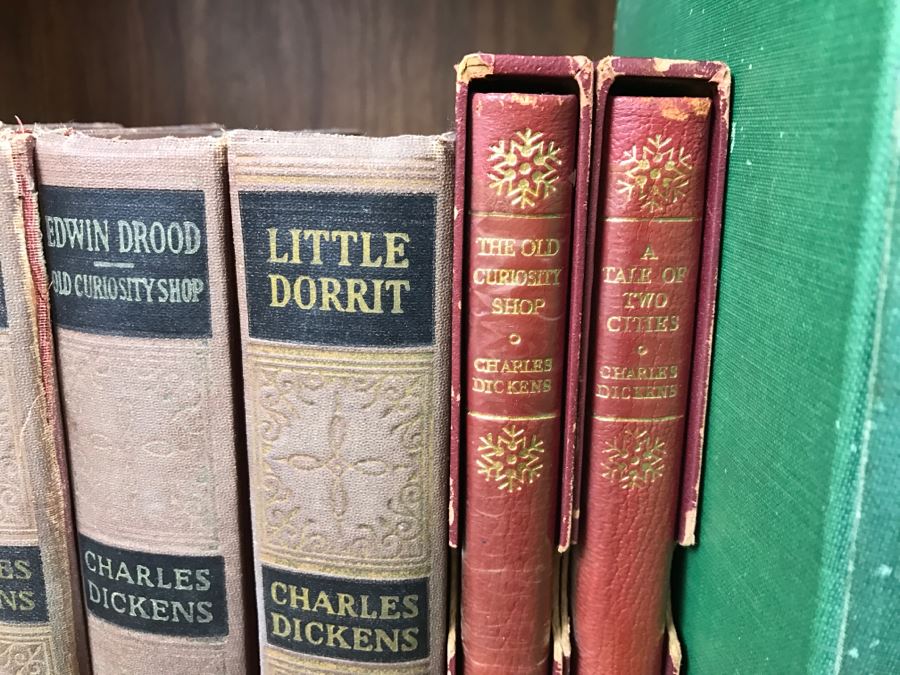 EDWIN DROOD
OLD CURIOSITY SHOP
CHARLES
DICKENS
LITTLE
DORRIT
CHARLES
DICKENS
THE OLD
CURIOSITY
SHOP
CHARLES
DICKENS
A
TALE OF
TWO
CITIES
CHARLES
DICKENS